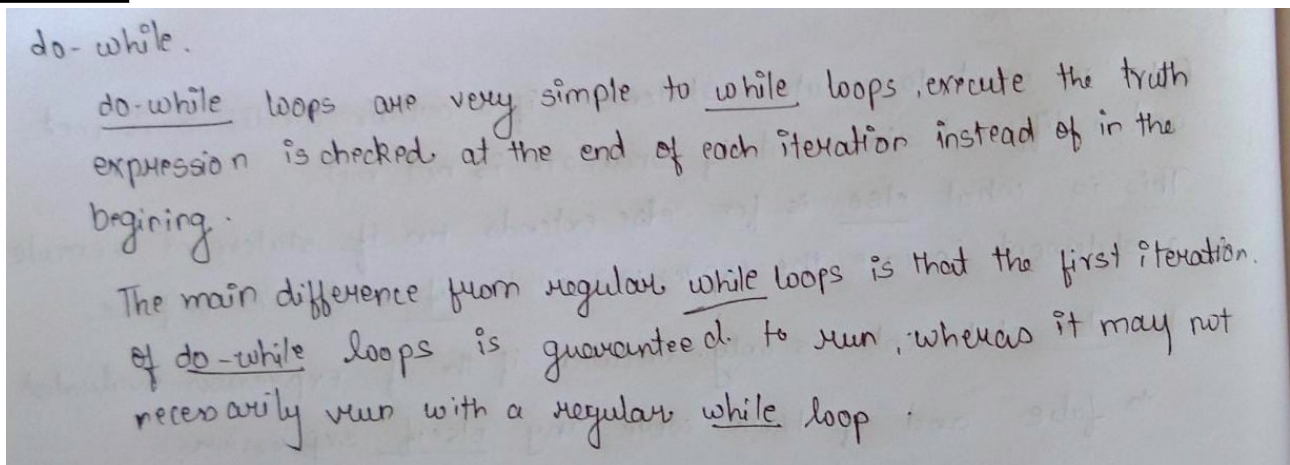 do-while.
do-while loops are very simple to while loops, execute the truth
expression is checked at the end of each iteration instead of in the
begining.
The main difference from regular while loops is that the first iteration.
of do-while loops is guaranteed to run, wheras it may not
necessarily run with a regular while loop.